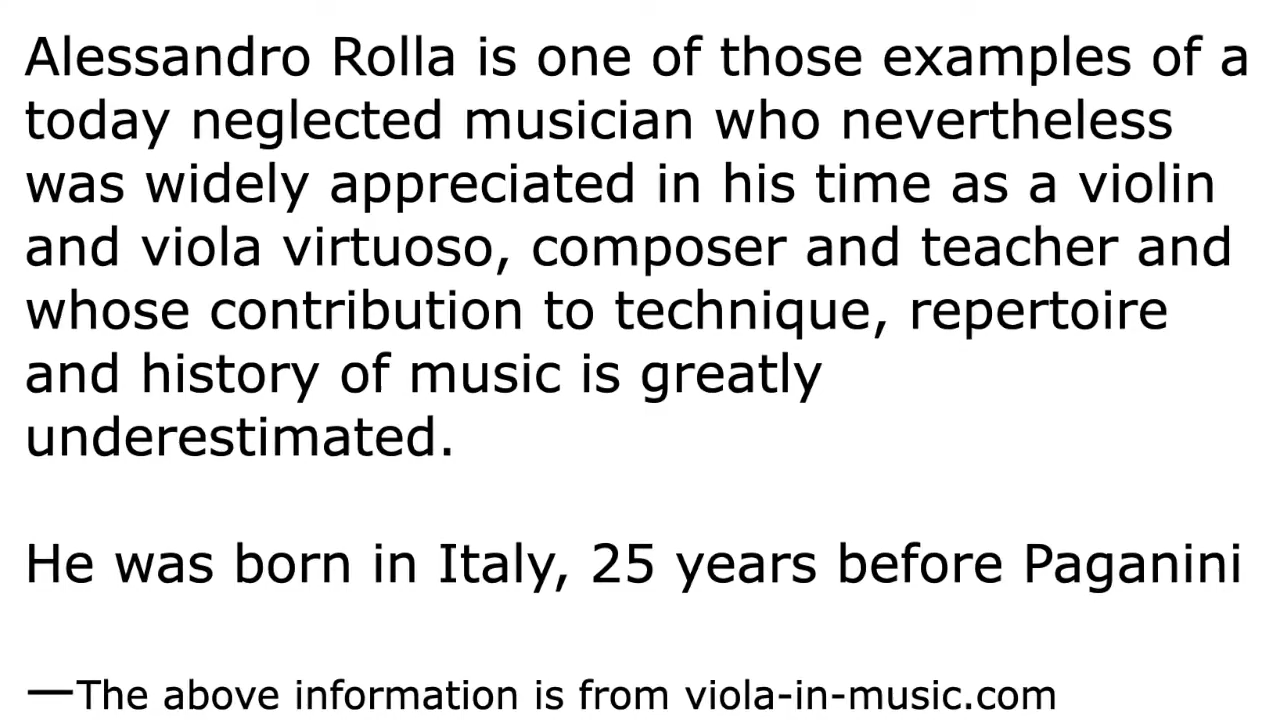 Alessandro Rolla is one of those examples of a
today neglected musician who nevertheless
was widely appreciated in his time as a violin
and viola virtuoso, composer and teacher and
whose contribution to technique, repertoire
and history of music is greatly
underestimated.
He was born in Italy, 25 years before Paganini
—The above information is from viola-in-music.com